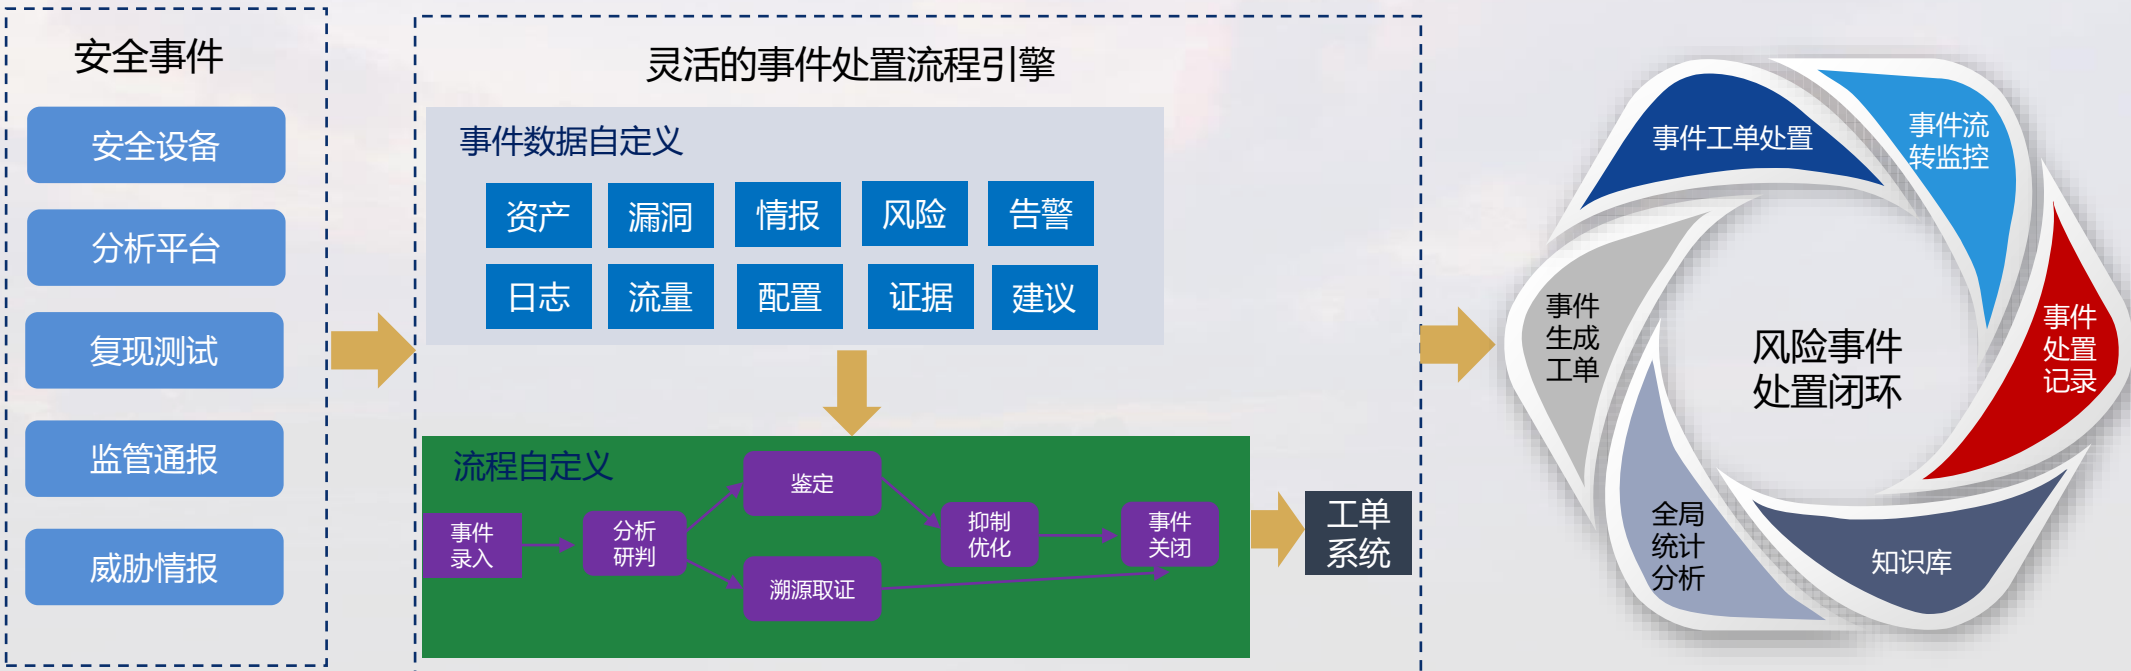 安全事件
安全设备
分析平台
复现测试
监管通报
威胁情报
灵活的事件处置流程引擎
事件数据自定义
资产
漏洞
情报
风险
告警
日志
流量
配置
证据
建议
流程自定义
事件
录入
分析
研判
鉴定
溯源取证
抑制
优化
事件
关闭
工单
系统
事件工单处置
事件流
转监控
事件
处置
记录
知识库
全局
统计
分析
事件
生成
工单
风险事件
处置闭环